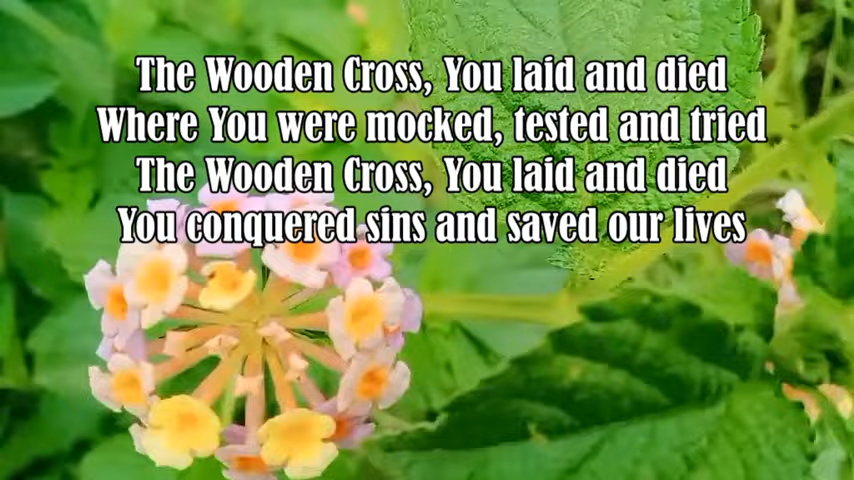 The Wooden Cross, You laid and died
Where You were mocked, tested and tried
The Wooden Cross, You laid and died
You conquered sins and saved our lives